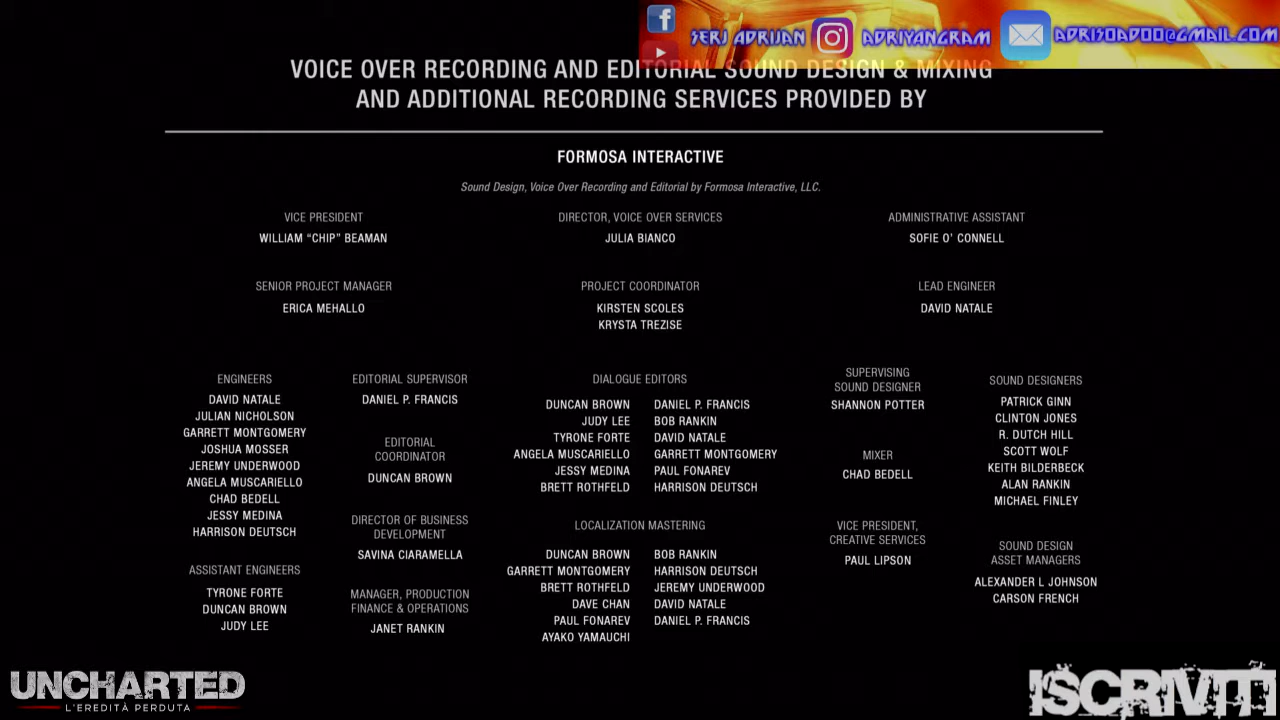 SERJ ADRIJAN
ADRIYANGRAM
ADRISOADOO@GMAIL.COM
VOICE OVER RECORDING AND EDITORIAL SOUND DESIGN & MIXING
AND ADDITIONAL RECORDING SERVICES PROVIDED BY
FORMOSA INTERACTIVE
Sound Design, Voice Over Recording and Editorial by Formosa Interactive, LLC.
VICE PRESIDENT
WILLIAM “CHIP” BEAMAN
DIRECTOR, VOICE OVER SERVICES
JULIA BIANCO
ADMINISTRATIVE ASSISTANT
SOFIE O’ CONNELL
SENIOR PROJECT MANAGER
ERICA MEHALLO
PROJECT COORDINATOR
KIRSTEN SCOLES
KRYSTA TREZISE
LEAD ENGINEER
DAVID NATALE
ENGINEERS
DAVID NATALE
JULIAN NICHOLSON
GARRETT MONTGOMERY
JOSHUA MOSSER
JEREMY UNDERWOOD
ANGELA MUSCARIELLO
CHAD BEDELL
JESSY MEDINA
HARRISON DEUTSCH
ASSISTANT ENGINEERS
TYRONE FORTE
DUNCAN BROWN
JUDY LEE
EDITORIAL SUPERVISOR
DANIEL P. FRANCIS
EDITORIAL
COORDINATOR
DUNCAN BROWN
DIRECTOR OF BUSINESS
DEVELOPMENT
SAVINA CIARAMELLA
MANAGER, PRODUCTION
FINANCE & OPERATIONS
JANET RANKIN
DIALOGUE EDITORS
DUNCAN BROWN DANIEL P. FRANCIS
JUDY LEE BOB RANKIN
TYRONE FORTE DAVID NATALE
ANGELA MUSCARIELLO GARRETT MONTGOMERY
JESSY MEDINA PAUL FONAREV
BRETT ROTHFELD HARRISON DEUTSCH
LOCALIZATION MASTERING
DUNCAN BROWN BOB RANKIN
GARRETT MONTGOMERY HARRISON DEUTSCH
BRETT ROTHFELD JEREMY UNDERWOOD
DAVE CHAN DAVID NATALE
PAUL FONAREV DANIEL P. FRANCIS
AYAKO YAMAUCHI
SUPERVISING
SOUND DESIGNER
SHANNON POTTER
MIXER
CHAD BEDELL
VICE PRESIDENT,
CREATIVE SERVICES
PAUL LIPSON
SOUND DESIGNERS
PATRICK GINN
CLINTON JONES
R. DUTCH HILL
SCOTT WOLF
KEITH BILDERBECK
ALAN RANKIN
MICHAEL FINLEY
SOUND DESIGN
ASSET MANAGERS
ALEXANDER L JOHNSON
CARSON FRENCH
UNCHARTED
L'EREDITÀ PERDUTA
ISCRIVITI